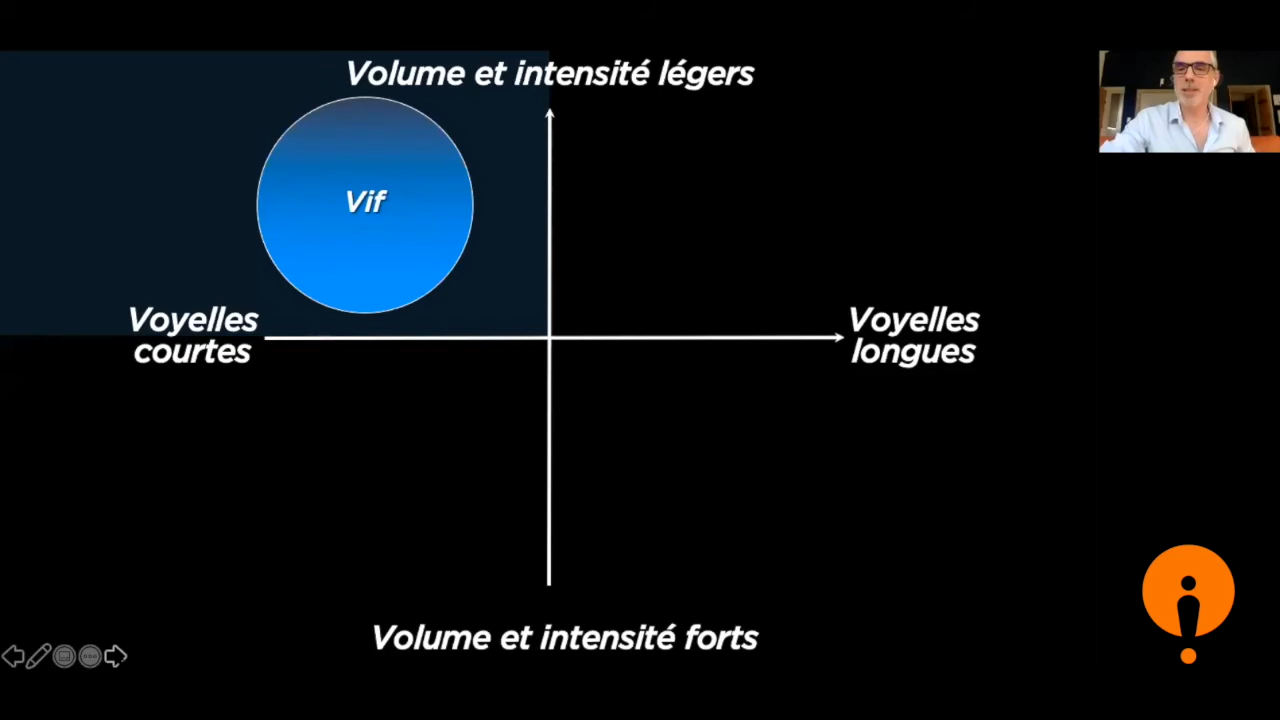 Volume et intensité légers
Vif
Voyelles
courtes
Voyelles
longues
Volume et intensité forts